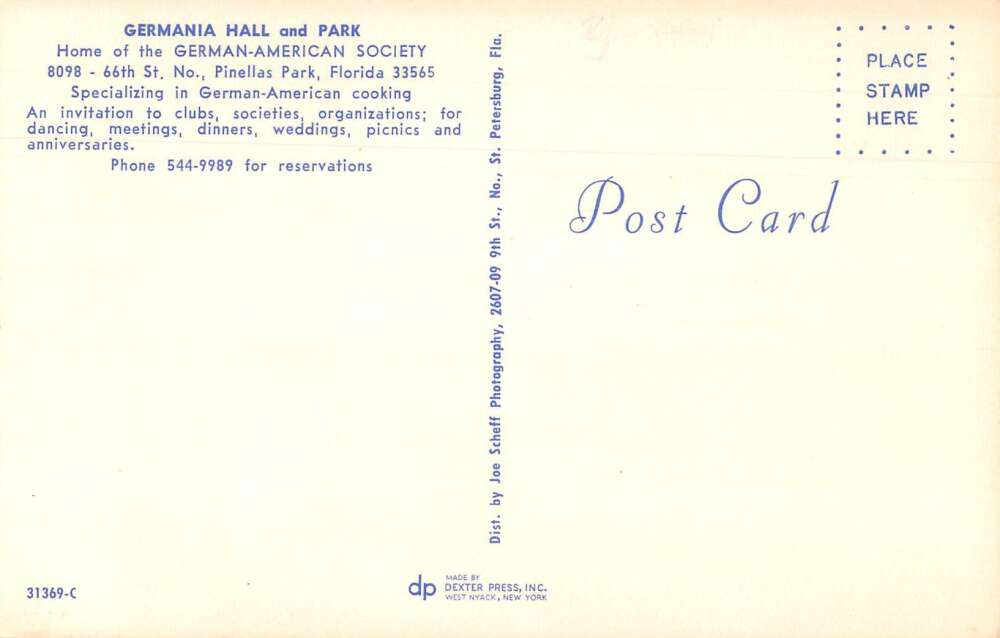 GERMANIA HALL and PARK
Home of the GERMAN-AMERICAN SOCIETY
8098 - 66th St. No., Pinellas Park, Florida 33565
Specializing in German-American cooking
An invitation to clubs, societies, organizations; for
dancing, meetings, dinners, weddings, picnics and
anniversaries.
Phone 544-9989 for reservations
31369-C
Dist. by Joe Scheff Photography, 2607-09 9th St., No., St. Petersburg, Fla.
dp
MADE BY
DEXTER PRESS, INC.
WEST NYACK, NEW YORK
PLACE
STAMP
HERE
Post Card